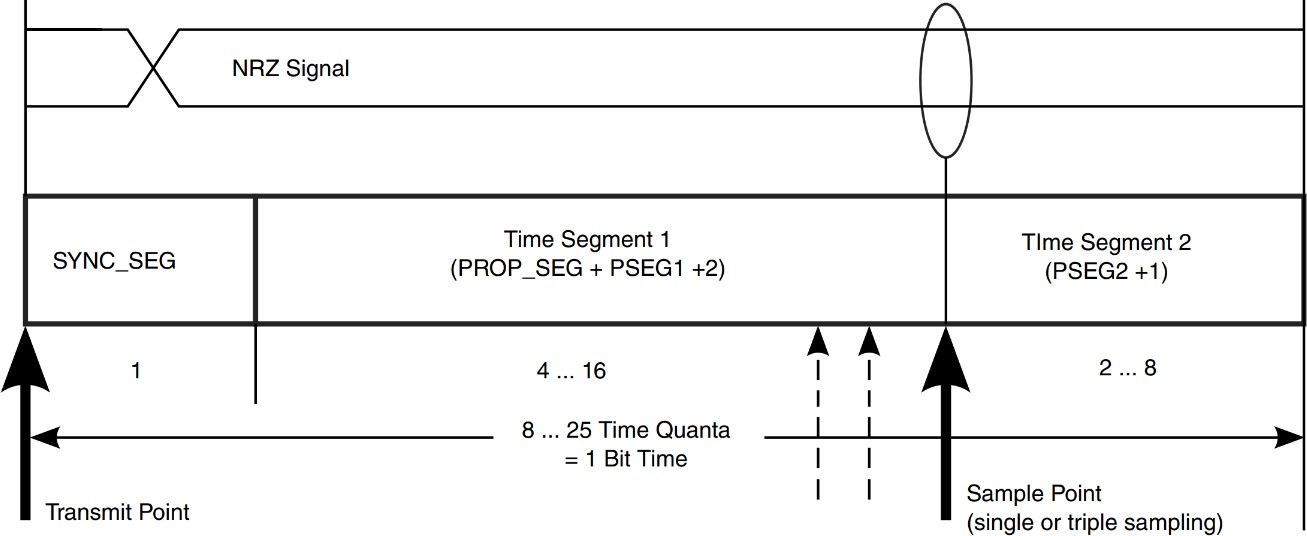 NRZ Signal
SYNC_SEG
Time Segment 1
(PROP_SEG + PSEG1 +2)
TIme Segment 2
(PSEG2 +1)
1
4 ... 16
2 ... 8
8 ... 25 Time Quanta
= 1 Bit Time
Transmit Point
Sample Point
(single or triple sampling)